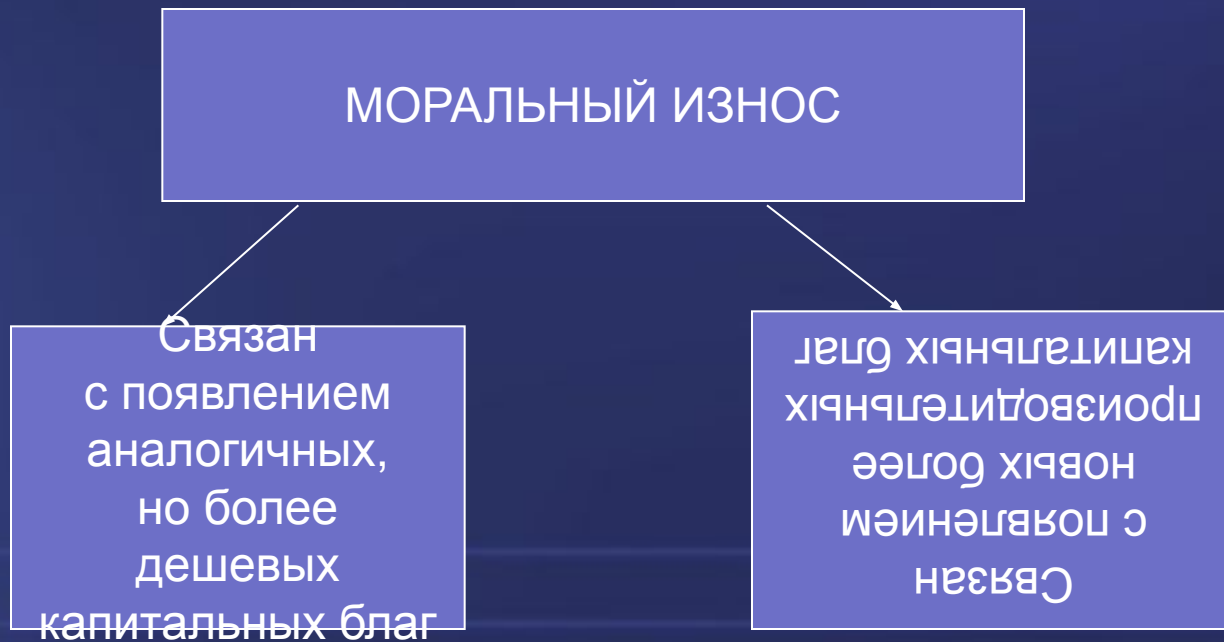 МОРАЛЬНЫЙ ИЗНОС
Связан
с появлением
аналогичных,
но более
дешевых
капитальных благ
Связан
с появлением
новых более
производительных
капитальных благ